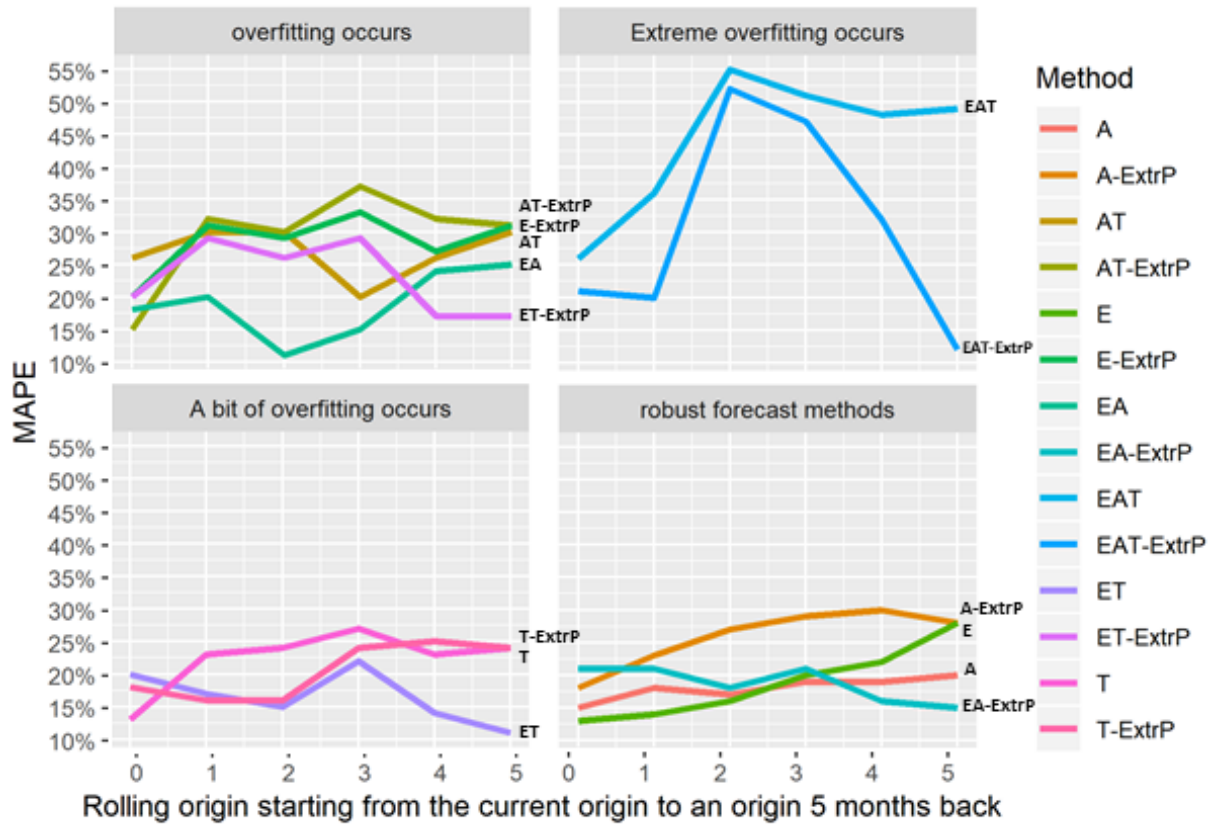 overfitting occurs
Extreme overfitting occurs
55%
50%
45%
40%
35%
30%
25%
20%
15%
10%
AT-ExtrP
E-ExtrP
AT
EA
ET-ExtrP
EAT
EAT-ExtrP
MAPE
A bit of overfitting occurs
robust forecast methods
55%
50%
45%
40%
35%
30%
25%
20%
15%
10%
T-ExtrP
T
ET
A-ExtrP
E
A
EA-ExtrP
0 1 2 3 4 5
0 1 2 3 4 5
Rolling origin starting from the current origin to an origin 5 months back
Method
A
A-ExtrP
AT
AT-ExtrP
E
E-ExtrP
EA
EA-ExtrP
EAT
EAT-ExtrP
ET
ET-ExtrP
T
T-ExtrP